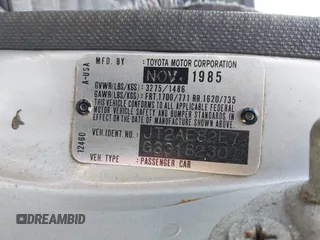 MFD. BY : TOYOTA MOTOR CORPORATION
NOV. 1985
GVWR(LBS/KGS): 3275/1486
GAWR(LBS/KGS): FRT.1700/771 RR.1620/735
THIS VEHICLE CONFORMS TO ALL APPLICABLE FEDERAL
MOTOR VEHICLE SAFETY AND BUMPER STANDARDS IN
EFFECT ON THE DATE OF MANUFACTURE SHOWN ABOVE.
VER. IDENT.NO.:
VEH. TYPE : PASSENGER CAR
A-USA
12460
DREAMBID